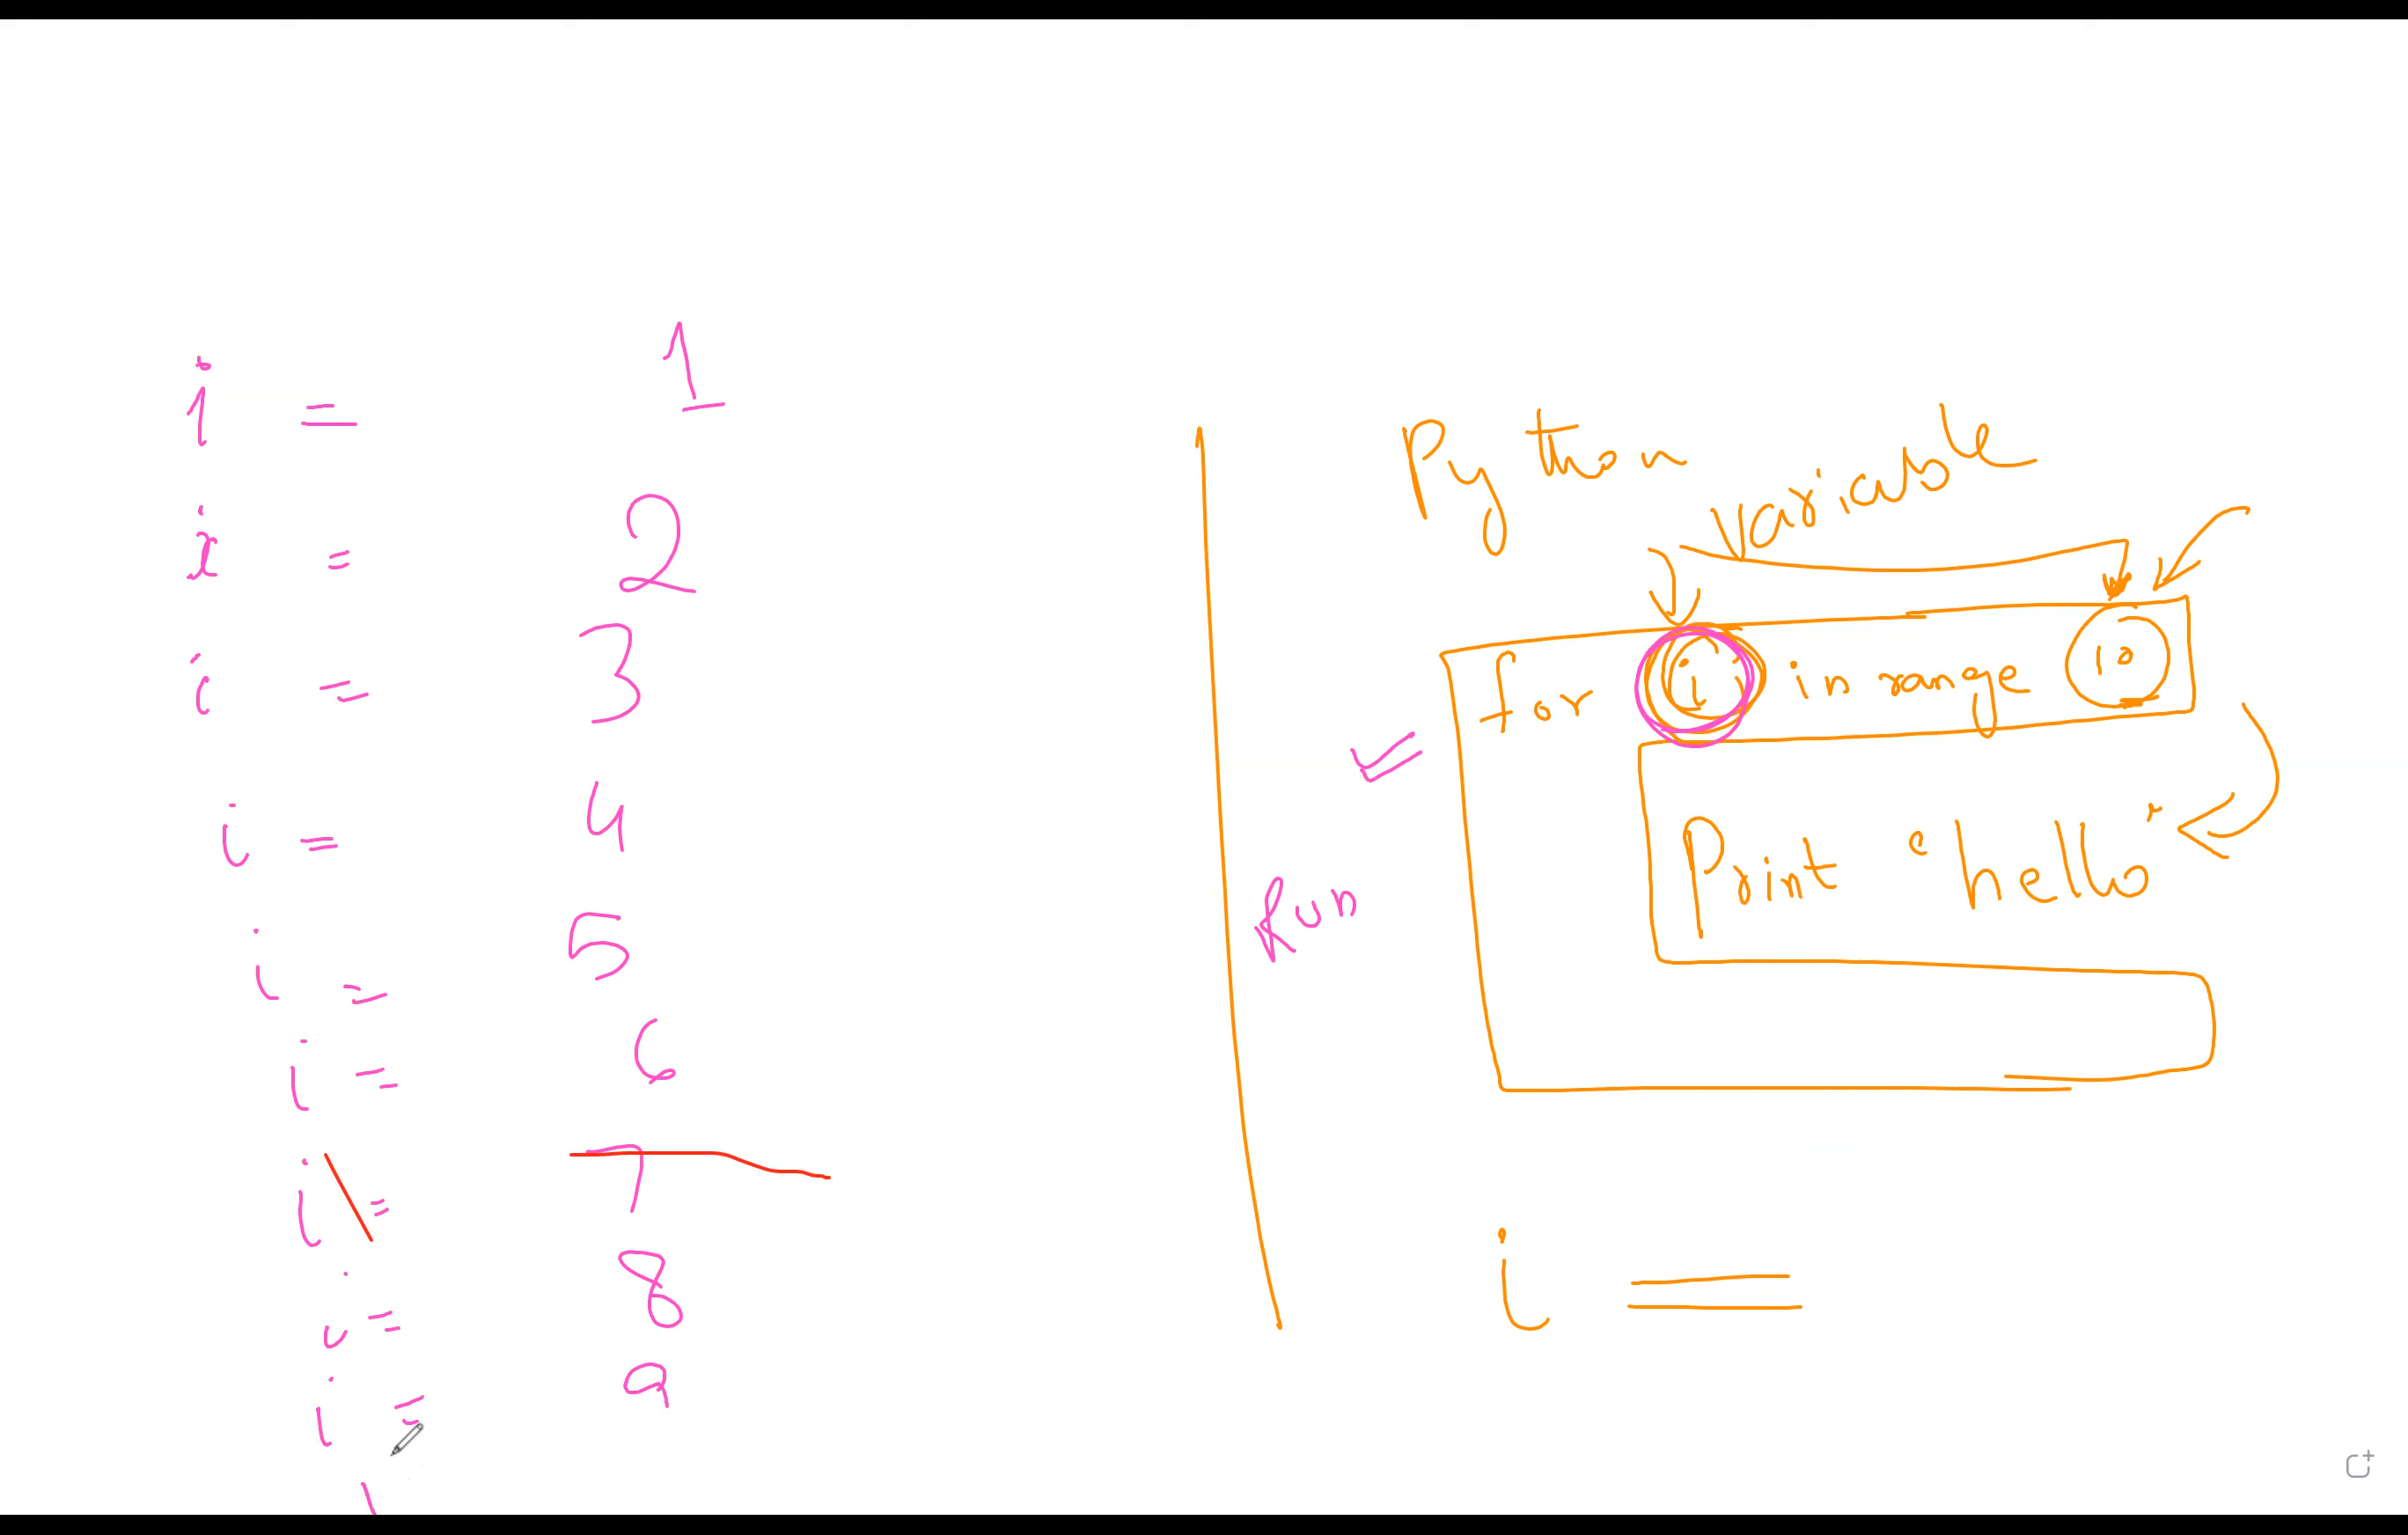 i = 1
i = 2
i = 3
i = 4
i = 5
i = 6
i = 7
i = 8
i = 9
Python
variable
for i in range 10
Print "hello"
Run
i =